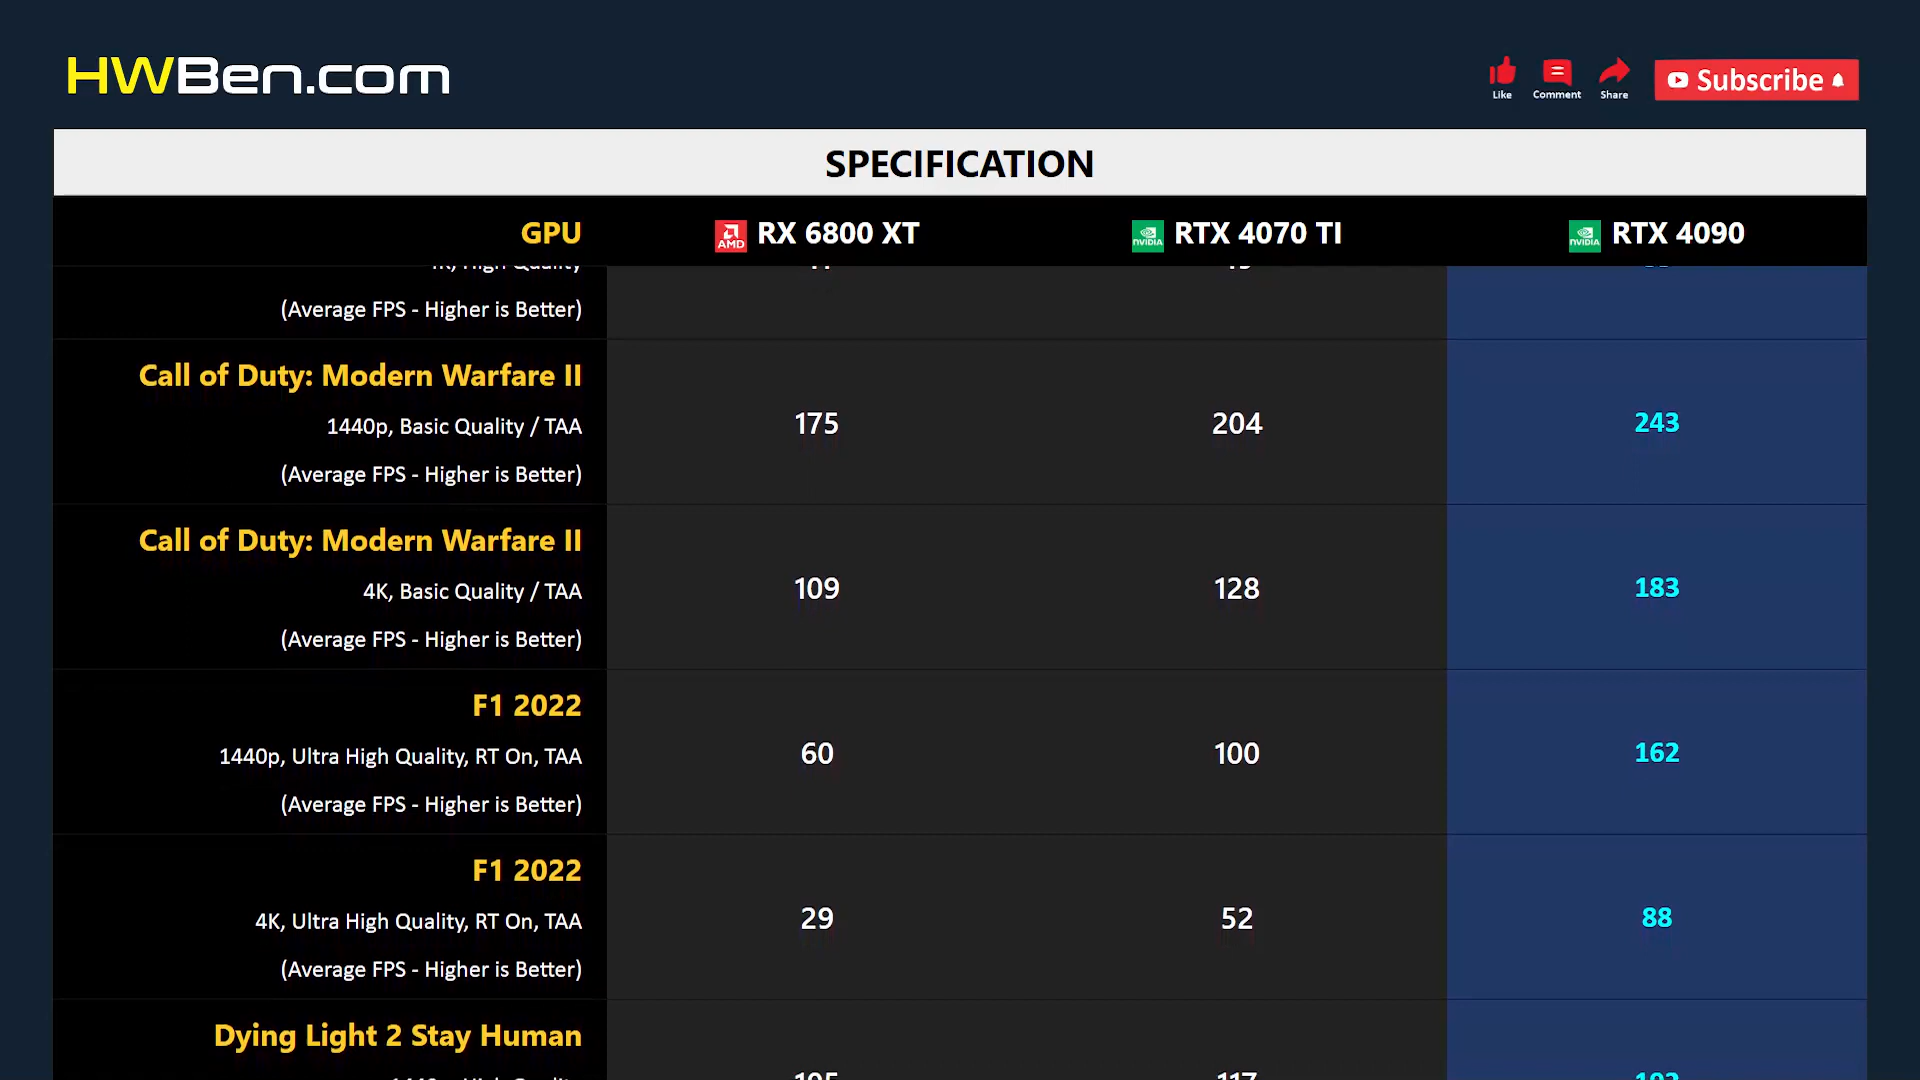 HWBen.com
Like Comment Share Subscribe
SPECIFICATION
GPU AMD RX 6800 XT NVIDIA RTX 4070 TI NVIDIA RTX 4090
4K, High Quality
(Average FPS - Higher is Better)
Call of Duty: Modern Warfare II
1440p, Basic Quality / TAA 175 204 243
(Average FPS - Higher is Better)
Call of Duty: Modern Warfare II
4K, Basic Quality / TAA 109 128 183
(Average FPS - Higher is Better)
F1 2022
1440p, Ultra High Quality, RT On, TAA 60 100 162
(Average FPS - Higher is Better)
F1 2022
4K, Ultra High Quality, RT On, TAA 29 52 88
(Average FPS - Higher is Better)
Dying Light 2 Stay Human